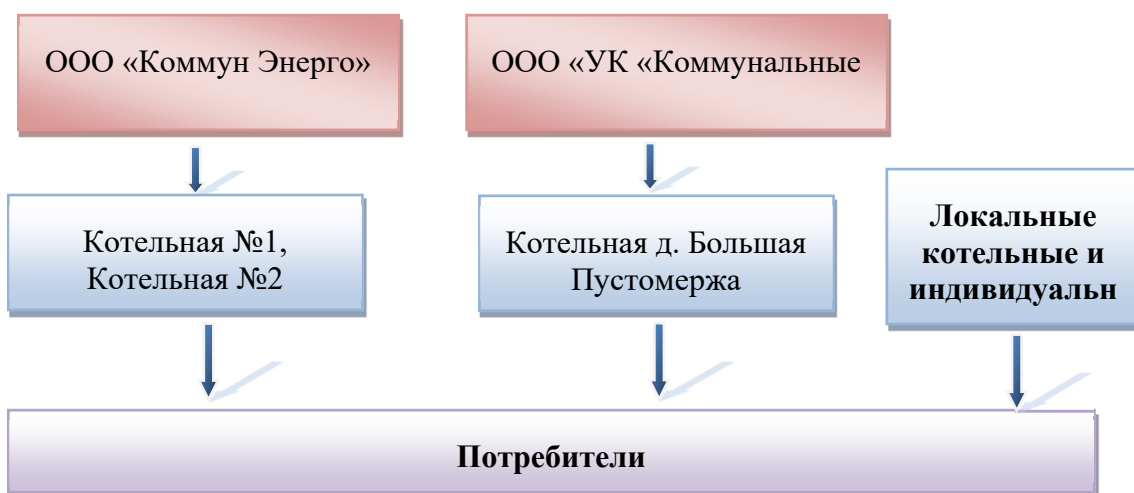 ООО «Коммун Энерго»
ООО «УК «Коммунальные
Котельная №1,
Котельная №2
Котельная д. Большая
Пустомержа
Локальные
котельные и
индивидуальн
Потребители